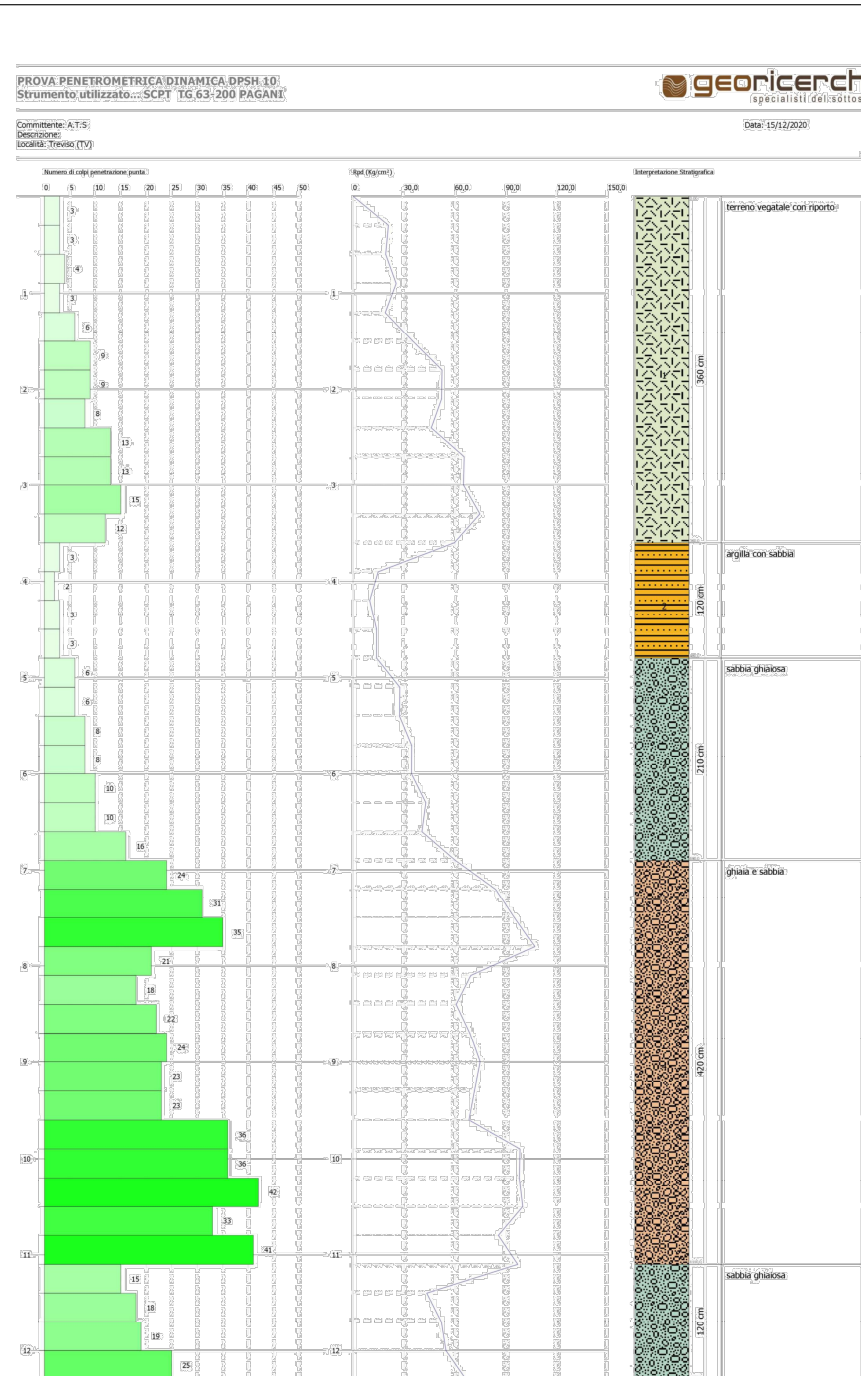 PROVA PENETROMETRICA DINAMICA DPSH 10
Strumento utilizzato... SCPT TG 63-200 PAGANI
georicerch
specialisti del sottos
Committente: A.T.S
Descrizione:
Località: Treviso (TV)
Data: 15/12/2020
Numero di colpi penetrazione punta
Rpd (Kg/cm²)
Interpretazione Stratigrafica
0 5 10 15 20 25 30 35 40 45 50
0 30,0 60,0 90,0 120,0 150,0
terreno vegatale con riporto
3
3
4
1
1
3
6
9
360 cm
1
9
2
2
8
13
13
3
3
15
12
argilla con sabbia
3
4
4
2
120 cm
2
3
3
sabbia ghiaiosa
5
5
6
6
8
210 cm
8
6
6
10
10
16
ghiaia e sabbia
7
7
24
31
35
8
8
21
18
22
420 cm
24
9
9
23
23
36
10
10
36
42
33
11
11
41
sabbia ghiaiosa
15
18
120 cm
19
12
12
25